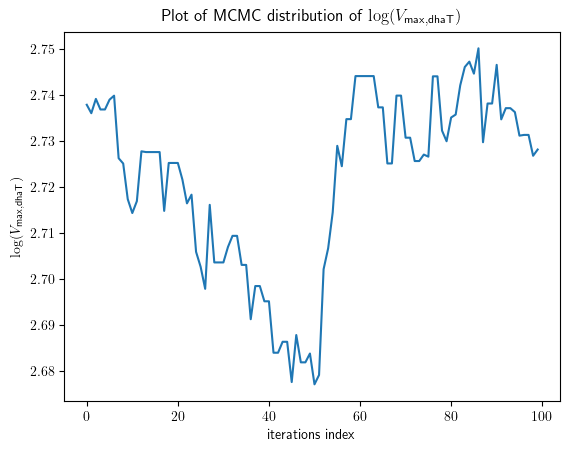 Plot of MCMC distribution of log(V_max,dhaT)
log(V_max,dhaT)
2.75
2.74
2.73
2.72
2.71
2.70
2.69
2.68
0 20 40 60 80 100
iterations index